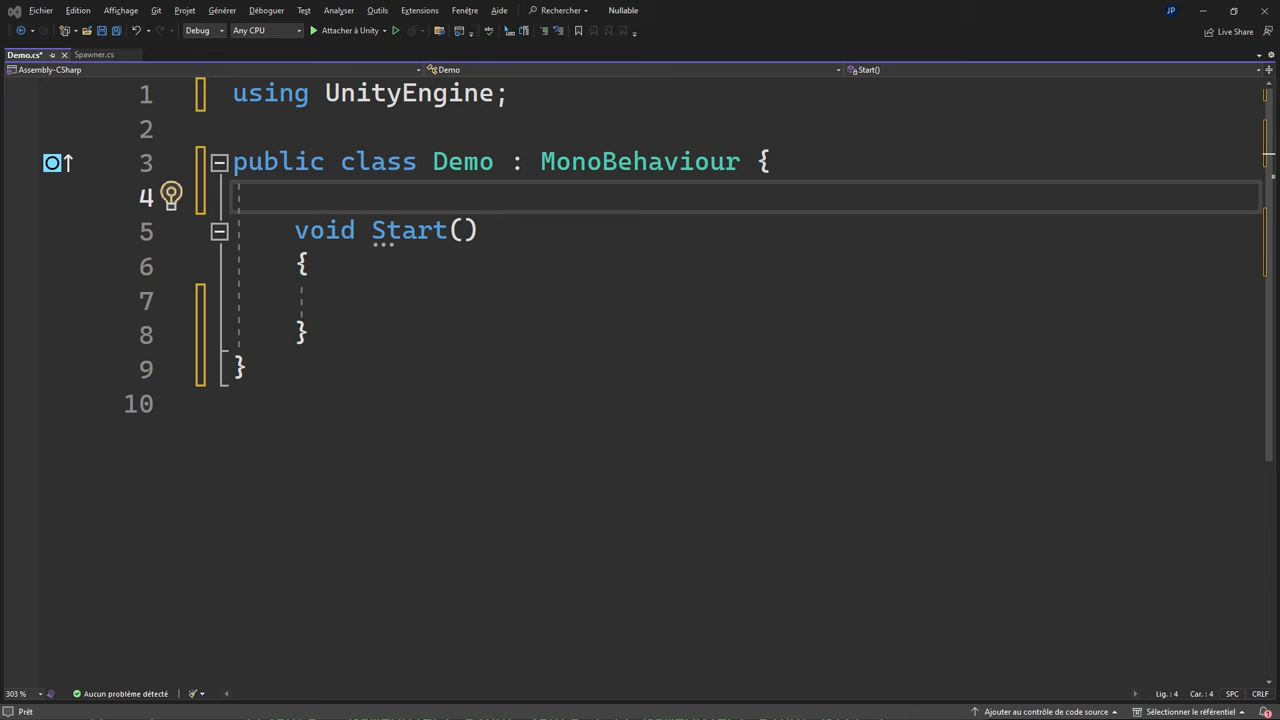 Fichier Edition Affichage Git Projet Générer Déboguer Test Analyser Outils Extensions Fenêtre Aide Rechercher Nullable JP
Debug Any CPU Attacher à Unity Live Share
Demo.cs* Spawner.cs
Assembly-CSharp Demo Start()
1 using UnityEngine;
2
3 public class Demo : MonoBehaviour {
4
5 void Start()
6 {
7
8 }
9 }
10
303 % Aucun problème détecté Lig. : 4 Car. : 4 SPC CRLF
Prêt Ajouter au contrôle de code source Sélectionner le référentiel